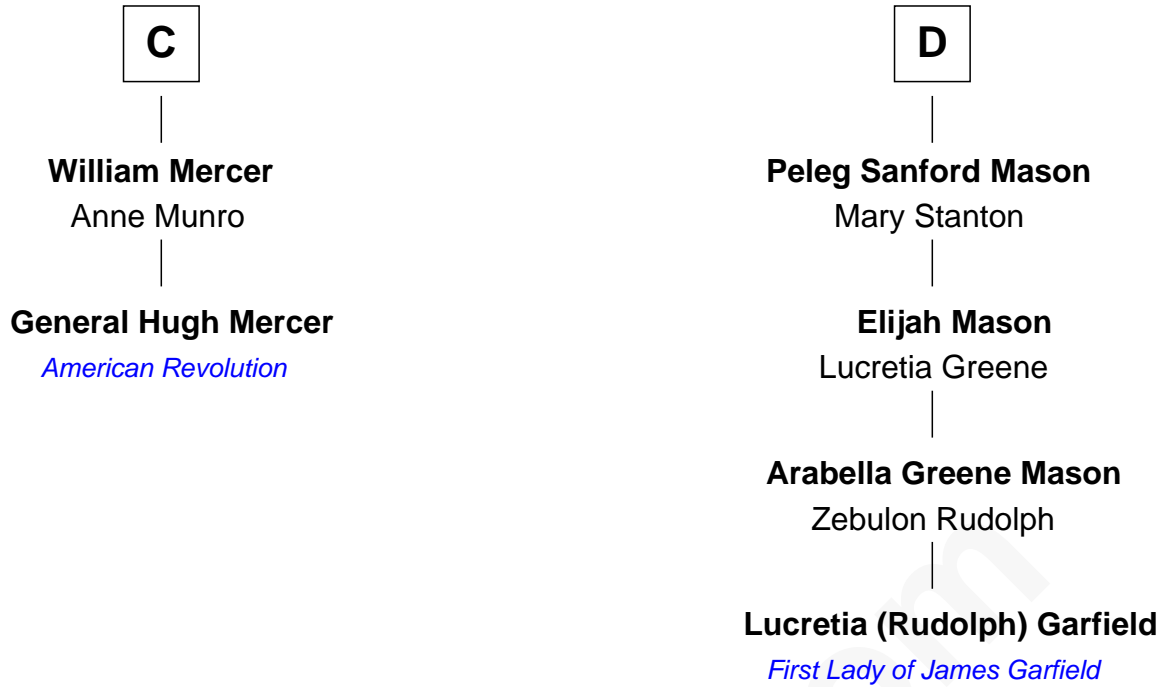 C
William Mercer
Anne Munro
General Hugh Mercer
American Revolution
D
Peleg Sanford Mason
Mary Stanton
Elijah Mason
Lucretia Greene
Arabella Greene Mason
Zebulon Rudolph
Lucretia (Rudolph) Garfield
First Lady of James Garfield